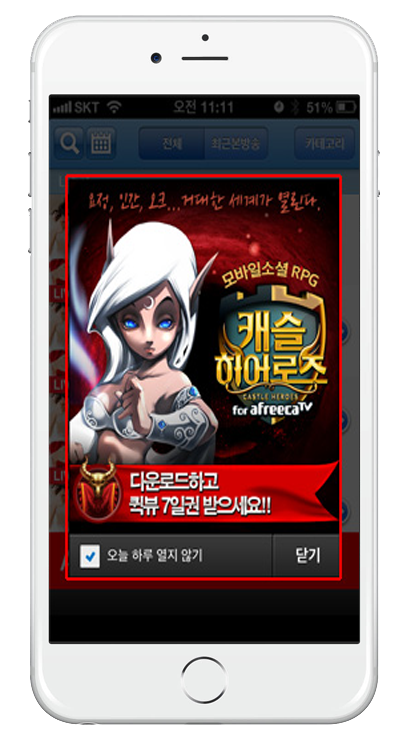 SKT 오전 11:11 51%
전체 최근본방송 카테고리
요정, 인간, 오크...거대한 세계가 열린다.
모바일소셜 RPG
캐슬
히어로즈
CASTLE HEROES
for afreecaTV
다운로드하고
퀵뷰 7일권 받으세요!!
오늘 하루 열지 않기 닫기